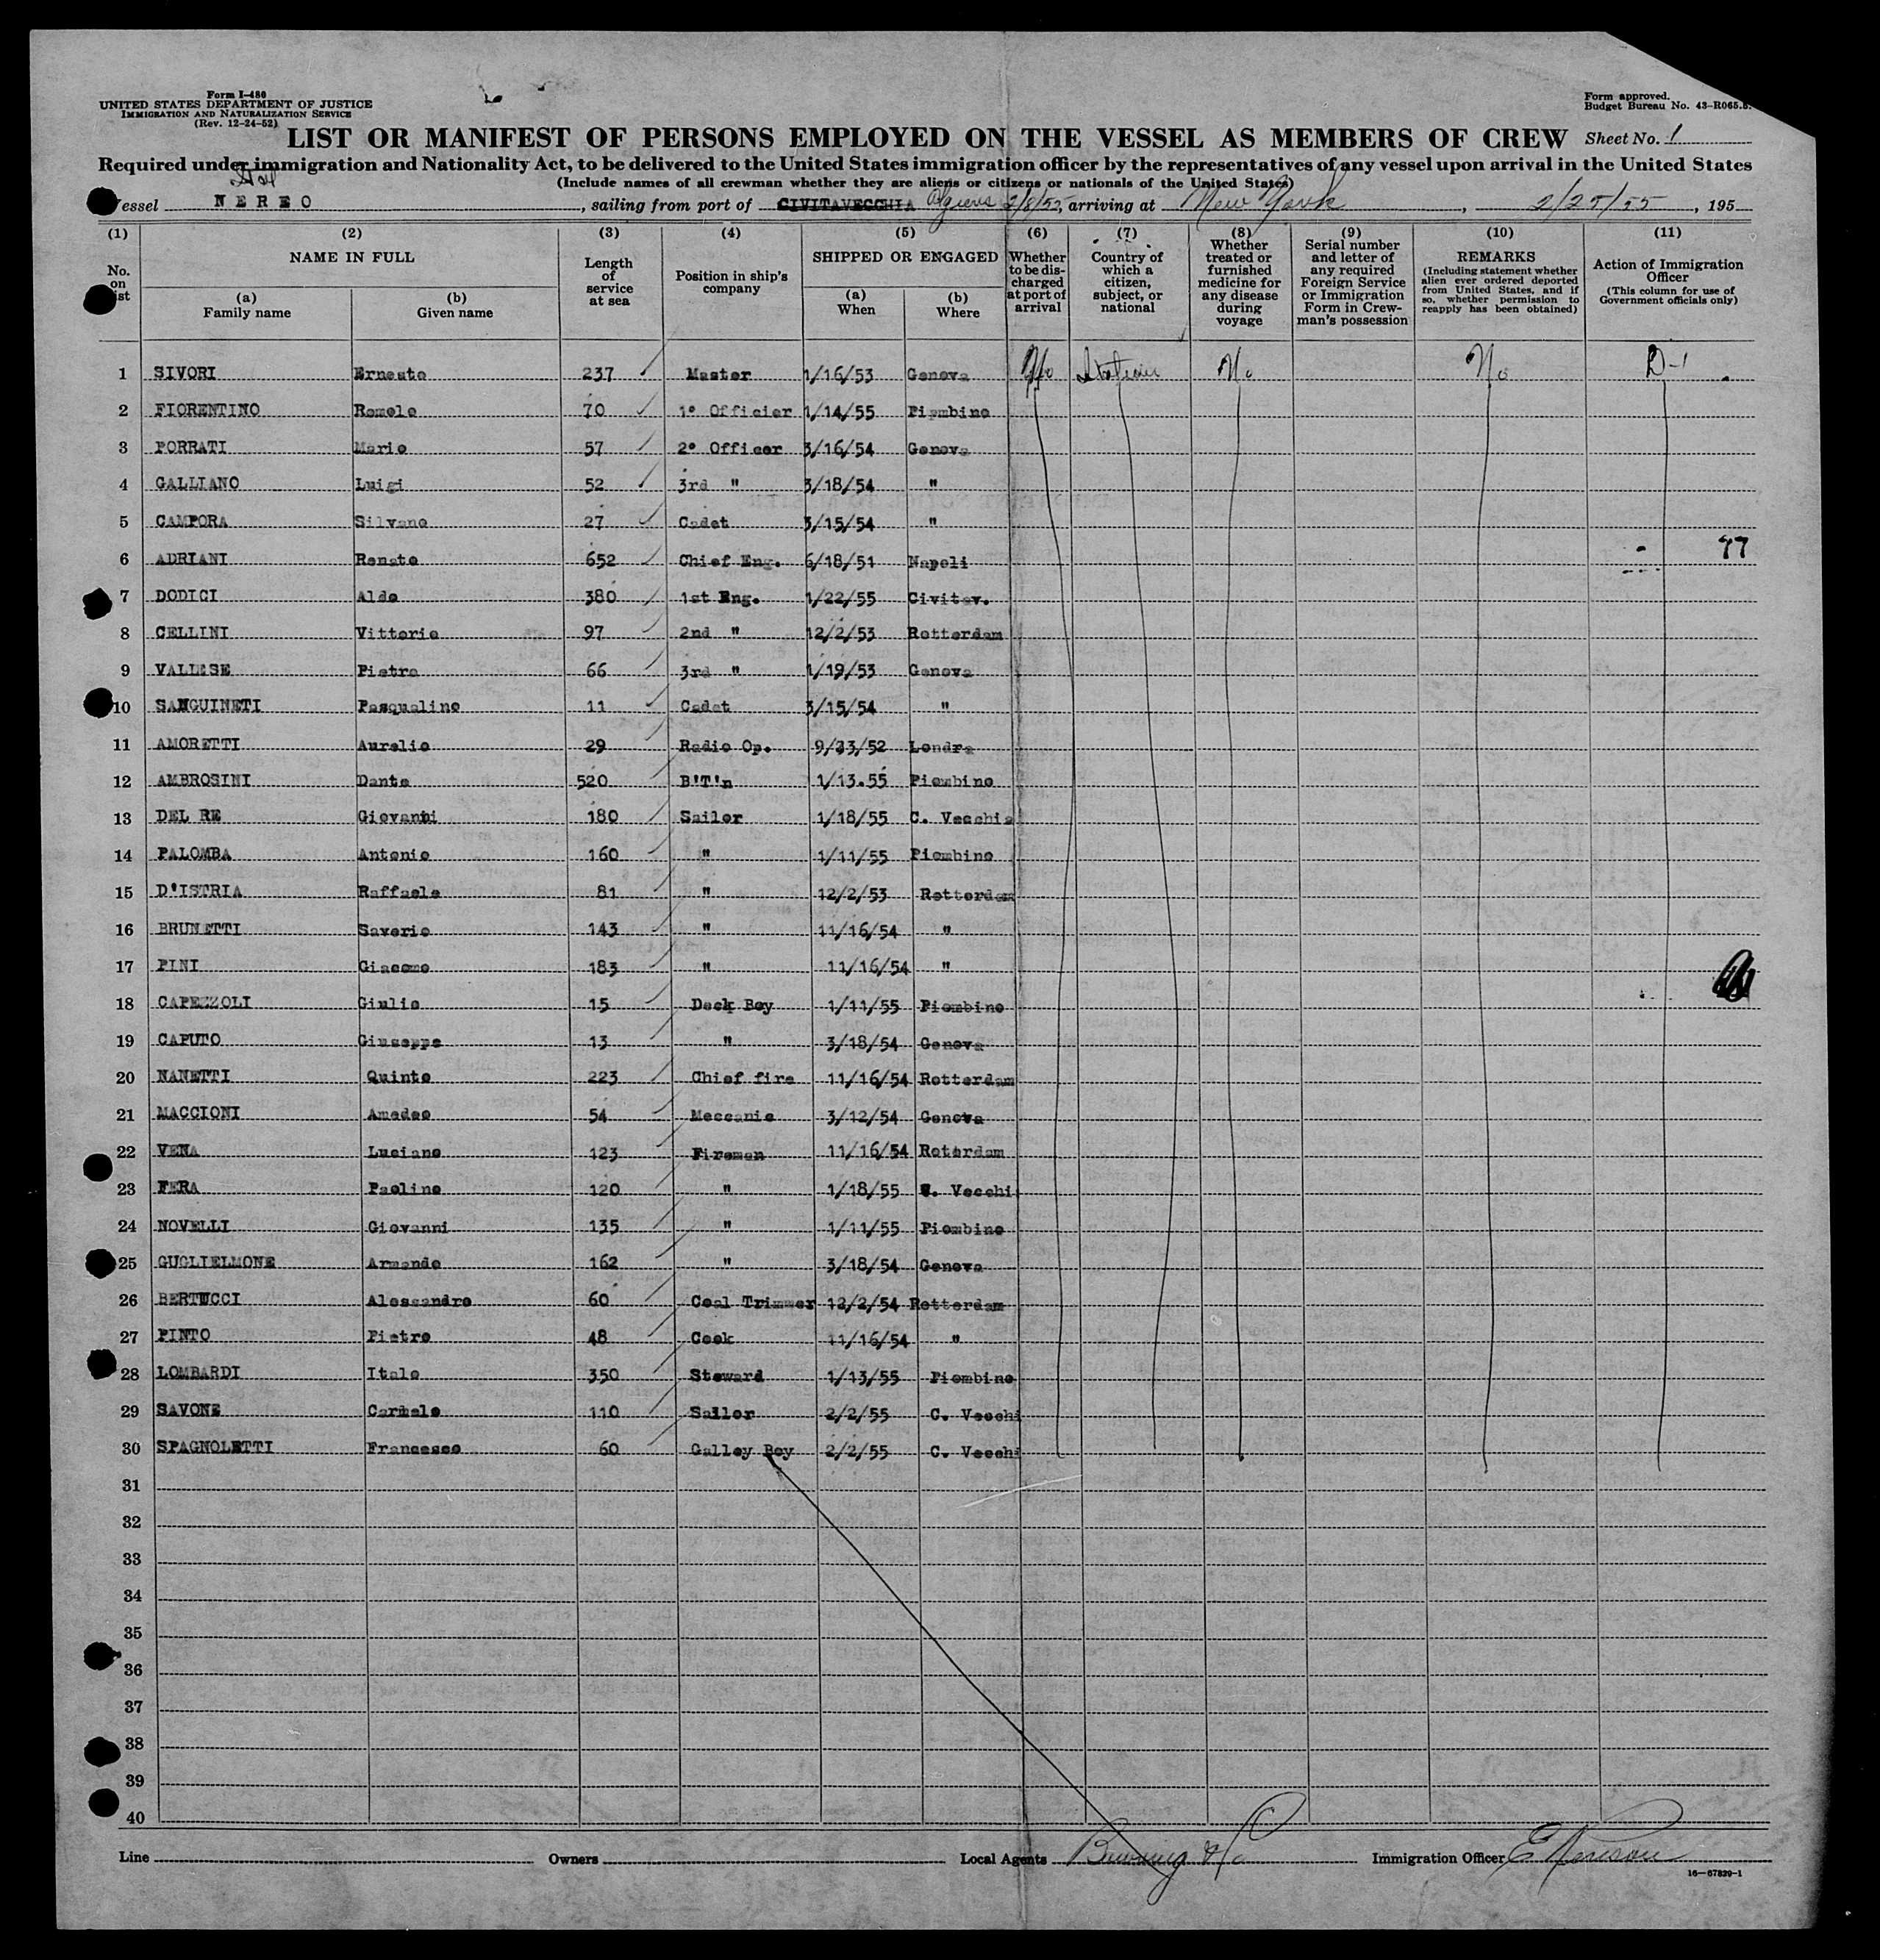 Form I-480
UNITED STATES DEPARTMENT OF JUSTICE
IMMIGRATION AND NATURALIZATION SERVICE
(Rev. 12-24-52)
Form approved.
Budget Bureau No. 43-R065.
LIST OR MANIFEST OF PERSONS EMPLOYED ON THE VESSEL AS MEMBERS OF CREW Sheet No. 1
Required under immigration and Nationality Act, to be delivered to the United States immigration officer by the representatives of any vessel upon arrival in the United States
(Include names of all crewman whether they are aliens or citizens or nationals of the United States)
Vessel NEREO, sailing from port of CIVITAVECCHIA Algiers 2/8/55, arriving at New York, 2/25/55, 195
(1) (2) (3) (4) (5) (6) (7) (8) (9) (10) (11)
No. on list
NAME IN FULL
(a) Family name
(b) Given name
Length of service at sea
Position in ship's company
SHIPPED OR ENGAGED
(a) When
(b) Where
Whether to be discharged at port of arrival
Country of which a citizen, subject, or national
Whether treated or furnished medicine for any disease during voyage
Serial number and letter of any required Foreign Service or Immigration Form in Crewman's possession
REMARKS
(Including statement whether alien ever ordered deported from United States, and if so, whether permission to reapply has been obtained)
Action of Immigration Officer
(This column for use of Government officials only)
1 SIVORI Ernesto 237 Master 1/16/53 Genova No Italian No No D-1
2 FIORENTINO Romolo 70 1° Officier 1/14/55 Piombino
3 PORRATI Mario 57 2° Officer 3/16/54 Genova
4 GALLIANO Luigi 52 3rd " 3/18/54 "
5 CAMPORA Silvano 27 Cadet 3/15/54 "
6 ADRIANI Renato 652 Chief Eng. 6/18/51 Napoli 77
7 DODICI Aldo 380 1st Eng. 1/22/55 Civitav.
8 CELLINI Vittorio 97 2nd " 12/2/53 Rotterdam
9 VALLESE Pietro 66 3rd " 1/19/53 Genova
10 SANGUINETI Pasqualino 11 Cadet 3/15/54 "
11 AMORETTI Aurelio 29 Radio Op. 9/23/52 Londra
12 AMBROSINI Dante 520 B'T'n 1/13.55 Piombino
13 DEL RE Giovanni 180 Sailor 1/18/55 C. Vecchia
14 PALOMBA Antonio 160 " 1/11/55 Piombino
15 D'ISTRIA Raffaele 81 " 12/2/53 Rotterdam
16 BRUNETTI Saverio 143 " 11/16/54 "
17 PINI Giacomo 183 " 11/16/54 "
18 CAPEZZOLI Giulio 15 Deck Boy 1/11/55 Piombino
19 CAPUTO Giuseppe 13 " 3/18/54 Genova
20 NANETTI Quinto 223 Chief fire 11/16/54 Rotterdam
21 MACCIONI Amedeo 54 Meccanic 3/12/54 Genova
22 VENA Luciano 123 Fireman 11/16/54 Roterdam
23 FERA Paolino 120 " 1/18/55 C. Vecchi
24 NOVELLI Giovanni 135 " 1/11/55 Piombino
25 GUGLIELMONE Armando 162 " 3/18/54 Genova
26 BERTUCCI Alessandro 60 Coal Trimmer 12/2/54 Rotterdam
27 PINTO Pietro 48 Cook 11/16/54 "
28 LOMBARDI Italo 350 Steward 1/13/55 Piombino
29 SAVONE Carmelo 110 Sailor 2/2/55 C. Vecchi
30 SPAGNOLETTI Francesco 60 Galley Boy 2/2/55 C. Vecchi
31
32
33
34
35
36
37
38
39
40
Line Owners Local Agents Immigration Officer
16—67829-1